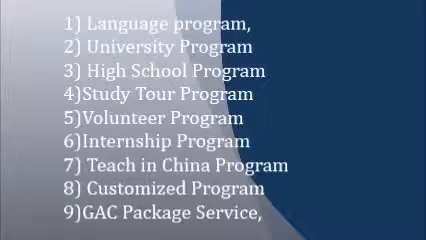 1) Language program,
2) University Program
3) High School Program
4)Study Tour Program
5)Volunteer Program
6)Internship Program
7) Teach in China Program
8) Customized Program
9)GAC Package Service,